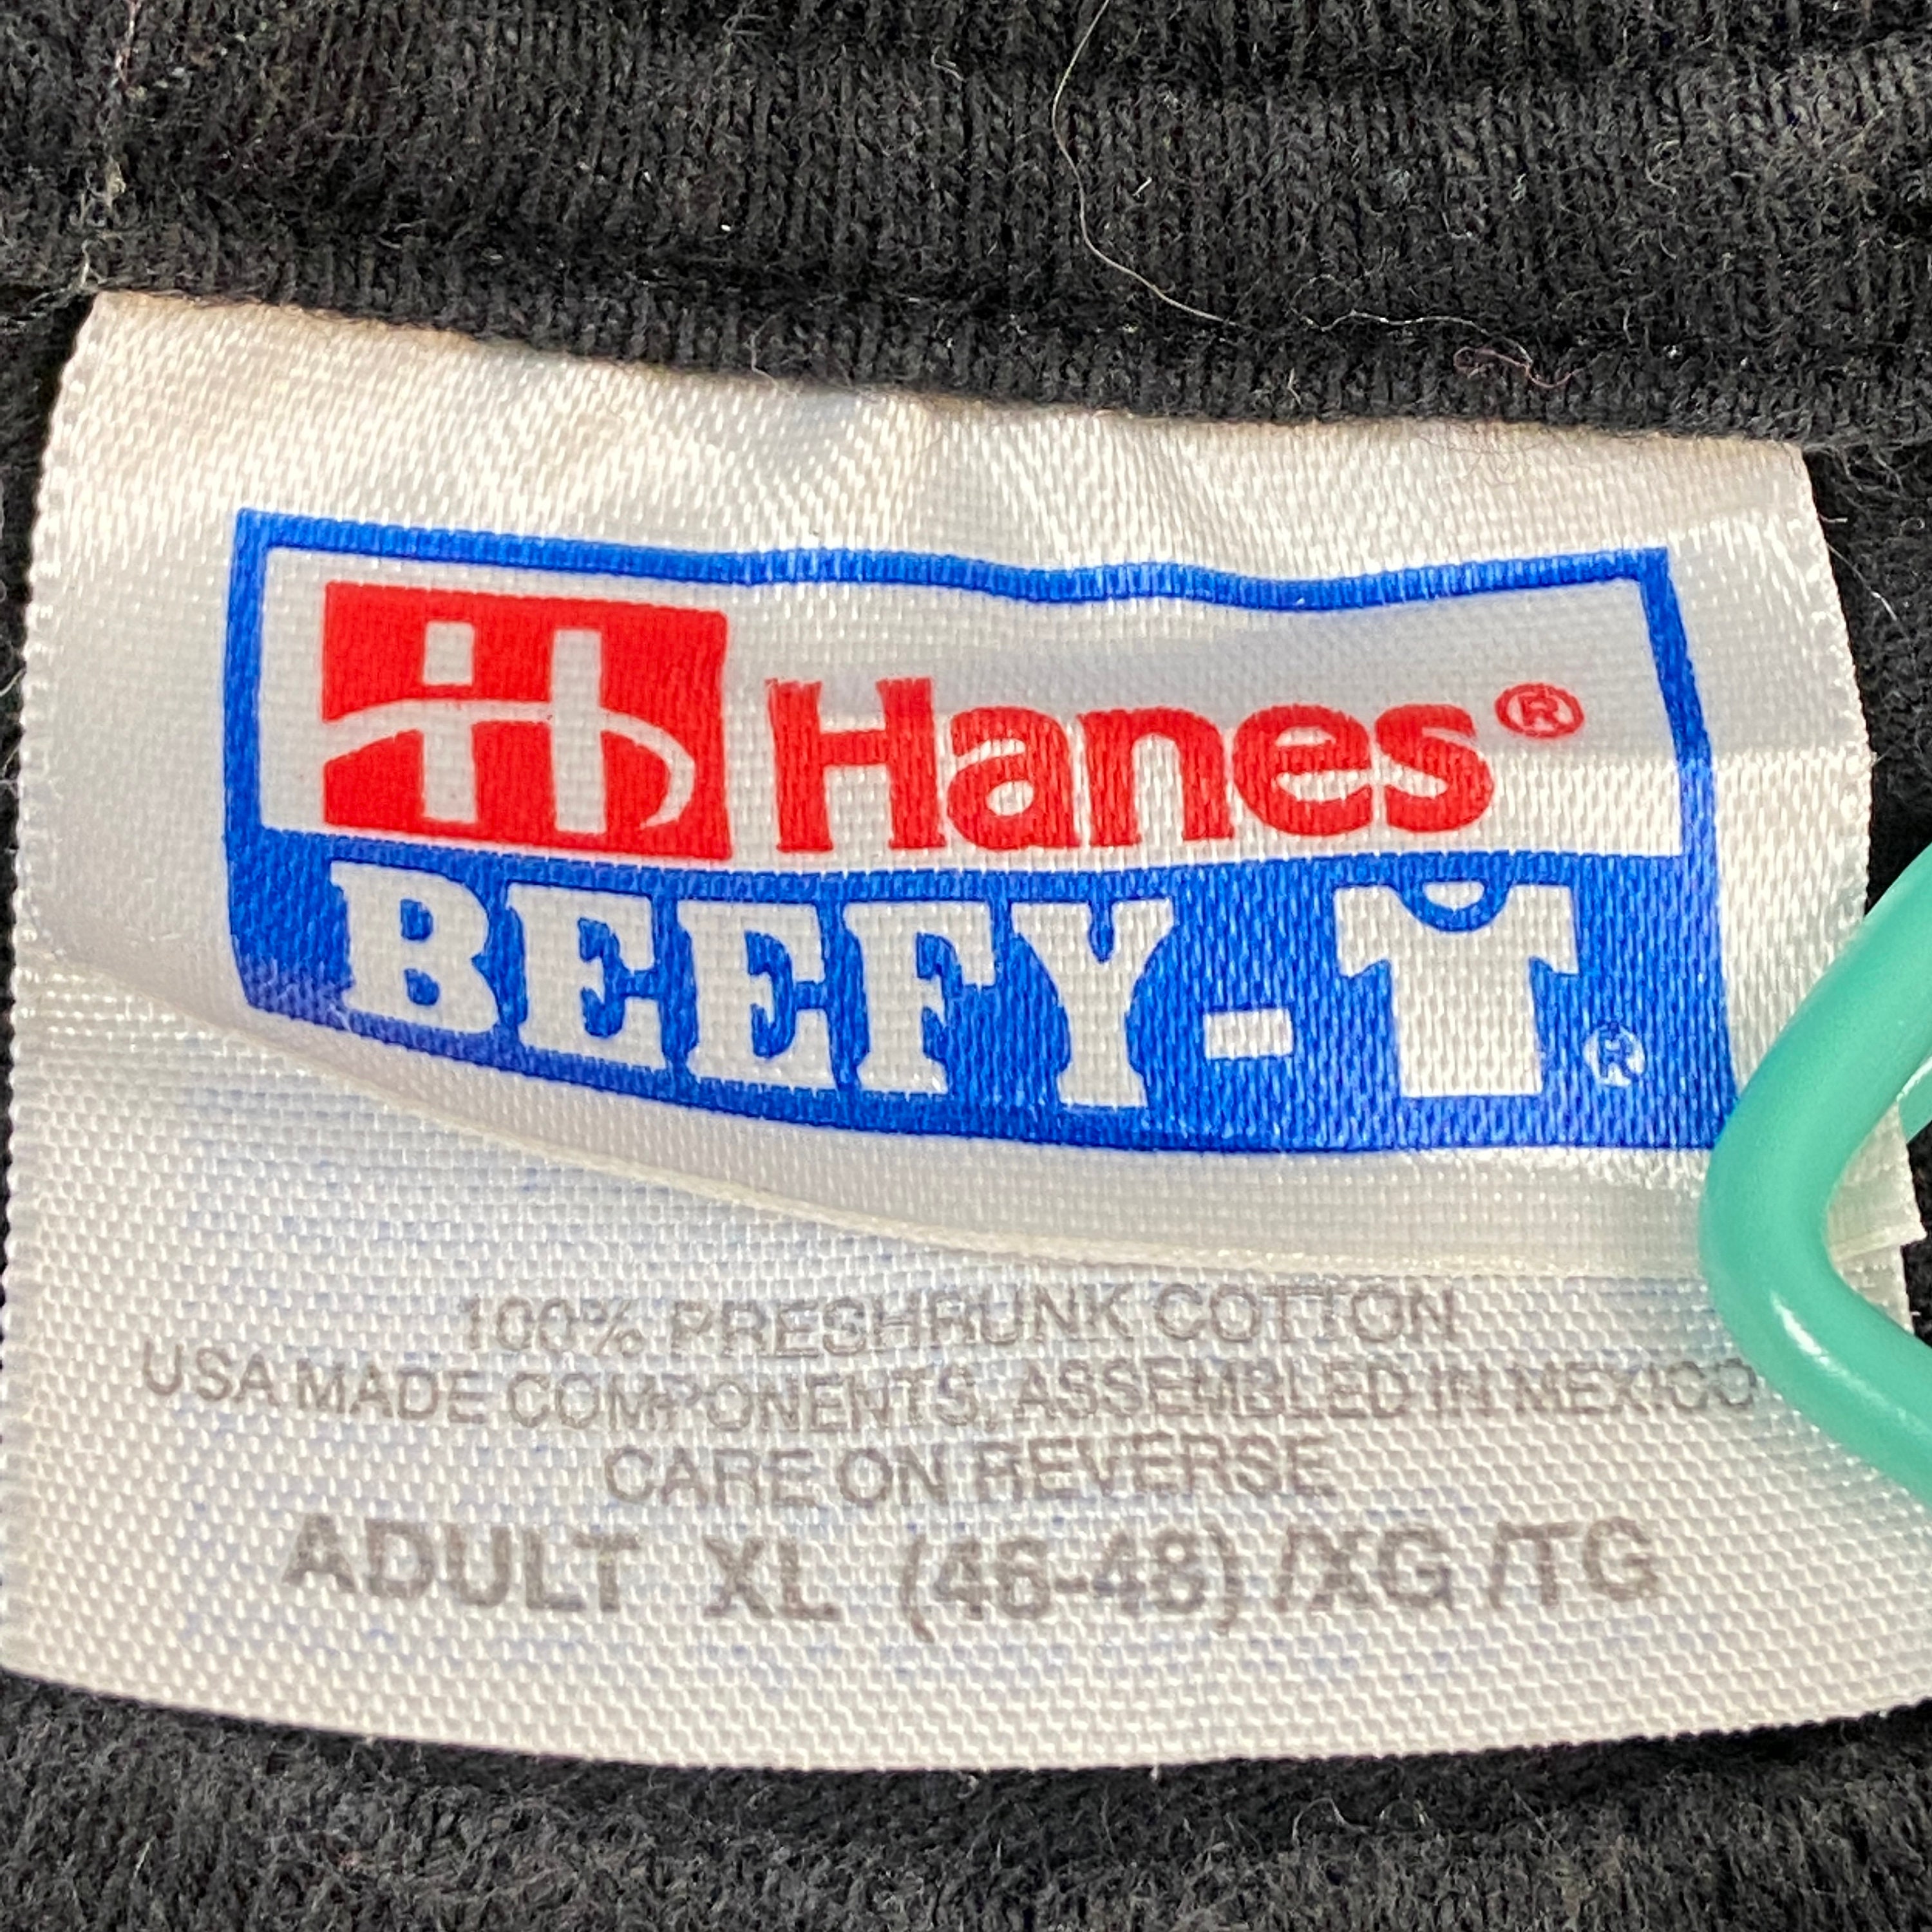 Hanes®
BEEFY-T®
100% PRESHRUNK COTTON
USA MADE COMPONENTS, ASSEMBLED IN MEXICO
CARE ON REVERSE
ADULT XL (46-48) /XG /TG